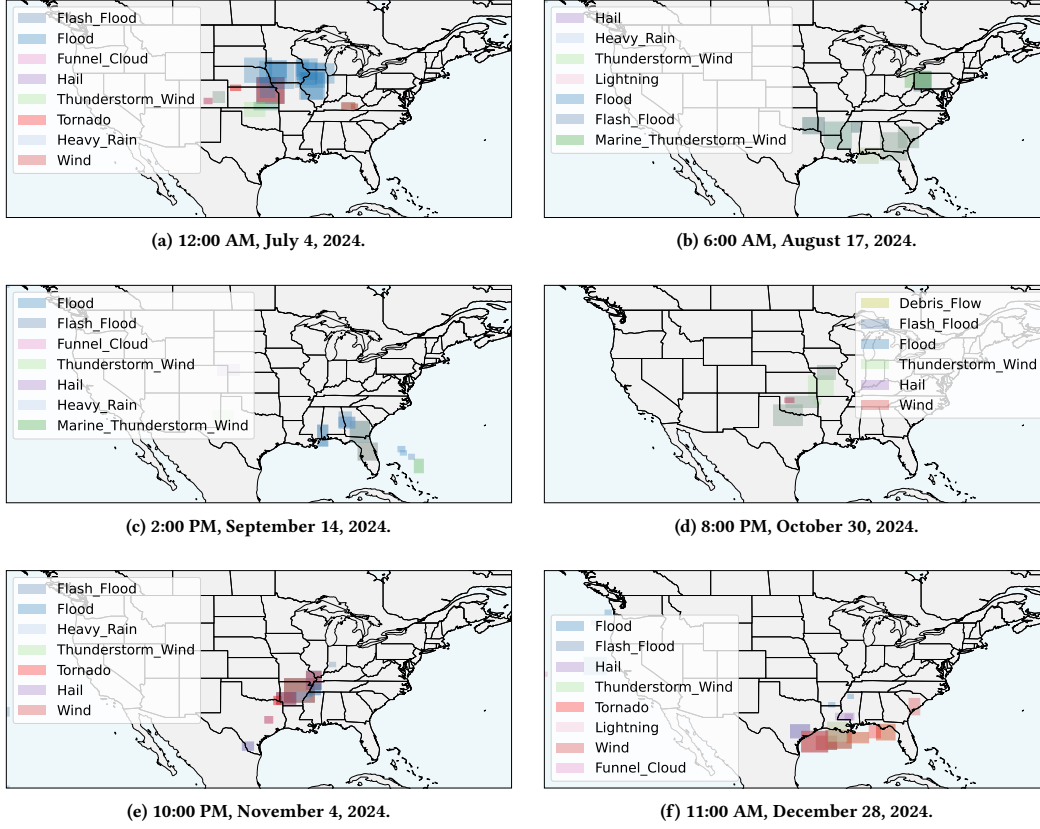 Flash_Flood
Flood
Funnel_Cloud
Hail
Thunderstorm_Wind
Tornado
Heavy_Rain
Wind
(a) 12:00 AM, July 4, 2024.
Hail
Heavy_Rain
Thunderstorm_Wind
Lightning
Flood
Flash_Flood
Marine_Thunderstorm_Wind
(b) 6:00 AM, August 17, 2024.
Flood
Flash_Flood
Funnel_Cloud
Thunderstorm_Wind
Hail
Heavy_Rain
Marine_Thunderstorm_Wind
(c) 2:00 PM, September 14, 2024.
Debris_Flow
Flash_Flood
Flood
Thunderstorm_Wind
Hail
Wind
(d) 8:00 PM, October 30, 2024.
Flash_Flood
Flood
Heavy_Rain
Thunderstorm_Wind
Tornado
Hail
Wind
(e) 10:00 PM, November 4, 2024.
Flood
Flash_Flood
Hail
Thunderstorm_Wind
Tornado
Lightning
Wind
Funnel_Cloud
(f) 11:00 AM, December 28, 2024.